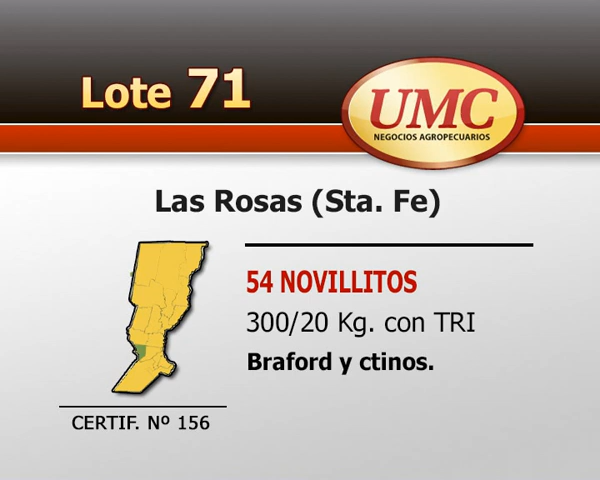 Lote 71
UMC
NEGOCIOS AGROPECUARIOS
Las Rosas (Sta. Fe)
54 NOVILLITOS
300/20 Kg. con TRI
Braford y ctinos.
CERTIF. Nº 156